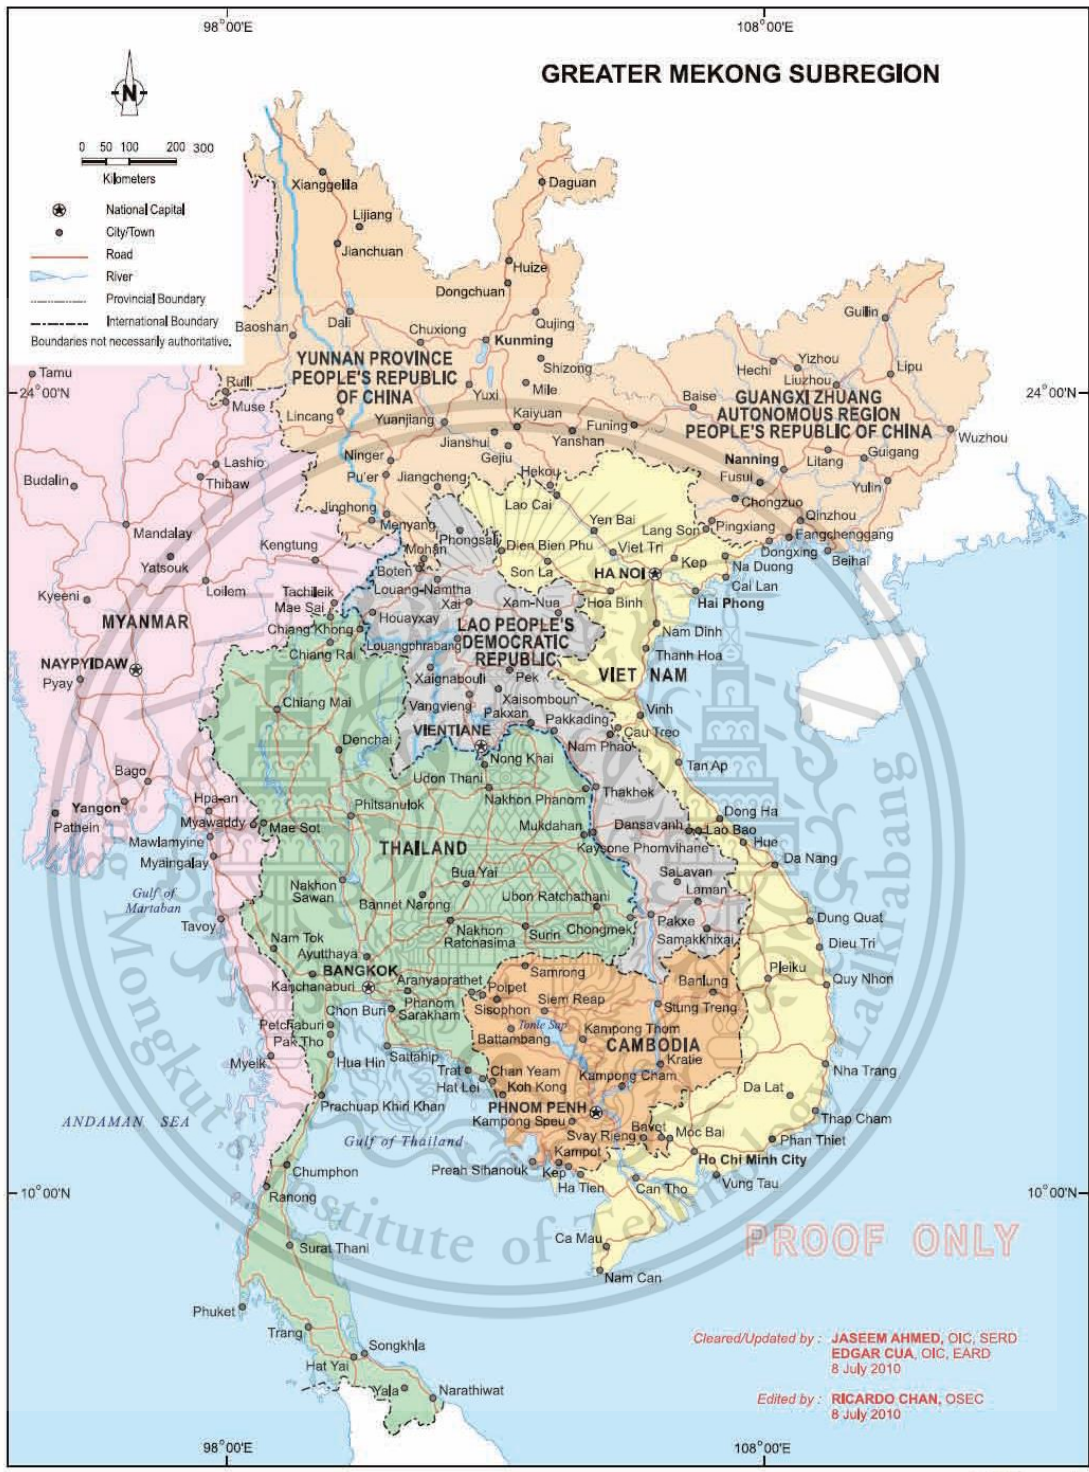 98°00'E
108°00'E
GREATER MEKONG SUBREGION
N
0 50 100 200 300
Kilometers
National Capital
City/Town
Road
River
Provincial Boundary
International Boundary
Boundaries not necessarily authoritative.
Xianggelila
Daguan
Lijiang
Jianchuan
Huize
Dongchuan
Guilin
Baoshan
Dali
Chuxiong
Qujing
Kunming
YUNNAN PROVINCE
PEOPLE'S REPUBLIC
OF CHINA
Shizong
Yizhou
Hechi
Lipu
Liuzhou
Tamu
24°00'N
Ruili
Muse
Mile
Yuxi
Baise
GUANGXI ZHUANG
AUTONOMOUS REGION
PEOPLE'S REPUBLIC OF CHINA
24°00'N
Lincang
Yuanjiang
Kaiyuan
Funing
Jianshui
Yanshan
Wuzhou
Gejiu
Ninger
Nanning
Litang
Guigang
Lashio
Thibaw
Pu'er
Jiangcheng
Hekou
Fusui
Yulin
Budalin
Lao Cai
Chongzuo
Jinghong
Menyang
Yen Bai
Lang Son
Pingxiang
Qinzhou
Mandalay
Phongsaly
Fangchenggang
Kengtung
Mohan
Dien Bien Phu
Viet Tri
Dongxing
Beihai
Yatsouk
Boten
Son La
HA NOI
Kep
Na Duong
Cai Lan
Kyeeni
Loilem
Tachileik
Louang-Namtha
Hoa Binh
Hai Phong
Mae Sai
Xai
Xam-Nua
MYANMAR
Houayxay
Chiang Khong
LAO PEOPLE'S
DEMOCRATIC
REPUBLIC
Nam Dinh
Louangphrabang
Chiang Rai
Thanh Hoa
NAYPYIDAW
Pyay
Xaignabouli
Pek
VIET NAM
Xaisomboun
Chiang Mai
Vangvieng
Pakxan
Vinh
VIENTIANE
Pakkading
Cau Treo
Denchai
Nam Phao
Nong Khai
Tan Ap
Bago
Udon Thani
Thakhek
Hpa-an
Nakhon Phanom
Yangon
Phitsanulok
Dong Ha
Pathein
Myawaddy
Mae Sot
Mukdahan
Dansavanh
Lao Bao
Mawlamyine
THAILAND
Kaysone Phomvihane
Hue
Myaingalay
Da Nang
Bua Yai
SaLavan
Gulf of
Martaban
Nakhon
Sawan
Bannet Narong
Ubon Ratchathani
Laman
Tavoy
Nakhon
Ratchasima
Surin
Chongmek
Pakxe
Dung Quat
Nam Tok
Samakkhixai
Dieu Tri
Ayutthaya
BANGKOK
Samrong
Pleiku
Kanchanaburi
Aranyaprathet
Poipet
Banlung
Quy Nhon
Phanom
Sarakham
Sisophon
Siem Reap
Stung Treng
Chon Buri
Petchaburi
Tonle Sap
Kampong Thom
Pak Tho
Battambang
CAMBODIA
Myeik
Hua Hin
Sattahip
Kratie
Trat
Chan Yeam
Nha Trang
Hat Lei
Koh Kong
Kampong Cham
Da Lat
Prachuap Khiri Khan
PHNOM PENH
Thap Cham
ANDAMAN SEA
Kampong Speu
Gulf of Thailand
Svay Rieng
Bavet
Moc Bai
Phan Thiet
Kampot
Ho Chi Minh City
Chumphon
Preah Sihanouk
Kep
Vung Tau
Ha Tien
Can Tho
10°00'N
Ranong
10°00'N
Ca Mau
PROOF ONLY
Surat Thani
Nam Can
Phuket
Trang
Cleared/Updated by : JASEEM AHMED, OIC, SERD
EDGAR CUA, OIC, EARD
8 July 2010
Songkhla
Hat Yai
Yala
Narathiwat
Edited by : RICARDO CHAN, OSEC
8 July 2010
98°00'E
108°00'E
King Mongkut's Institute of Technology Ladkrabang